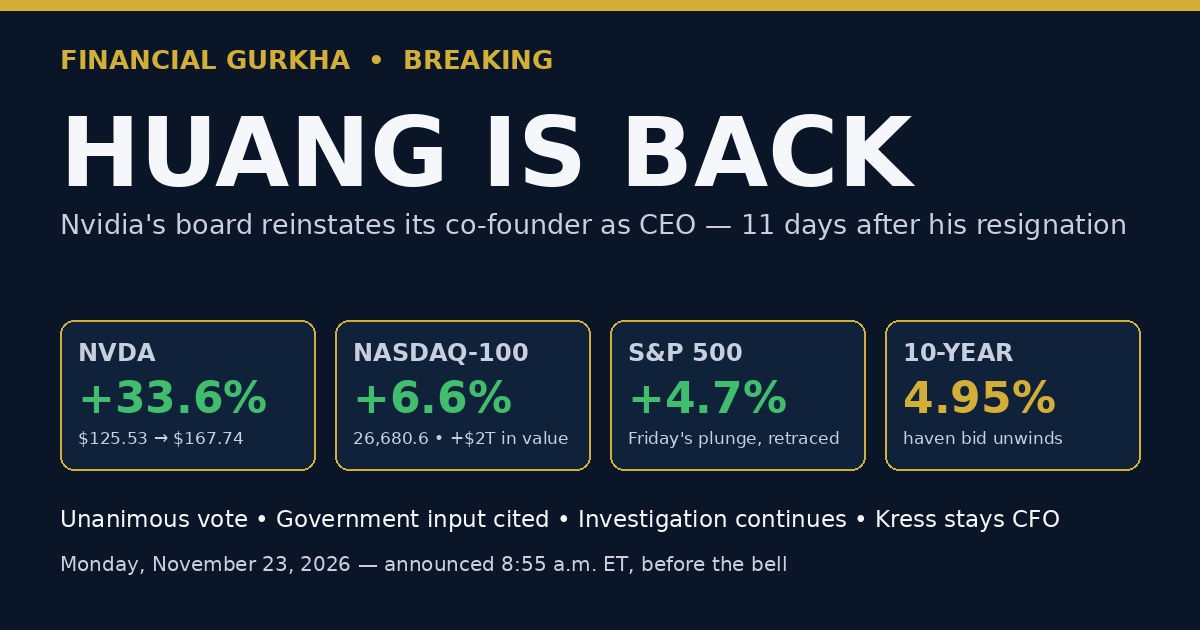 FINANCIAL GURKHA • BREAKING
HUANG IS BACK
Nvidia's board reinstates its co-founder as CEO — 11 days after his resignation
NVDA
+33.6%
$125.53 → $167.74
NASDAQ-100
+6.6%
26,680.6 • +$2T in value
S&P 500
+4.7%
Friday's plunge, retraced
10-YEAR
4.95%
haven bid unwinds
Unanimous vote • Government input cited • Investigation continues • Kress stays CFO
Monday, November 23, 2026 — announced 8:55 a.m. ET, before the bell